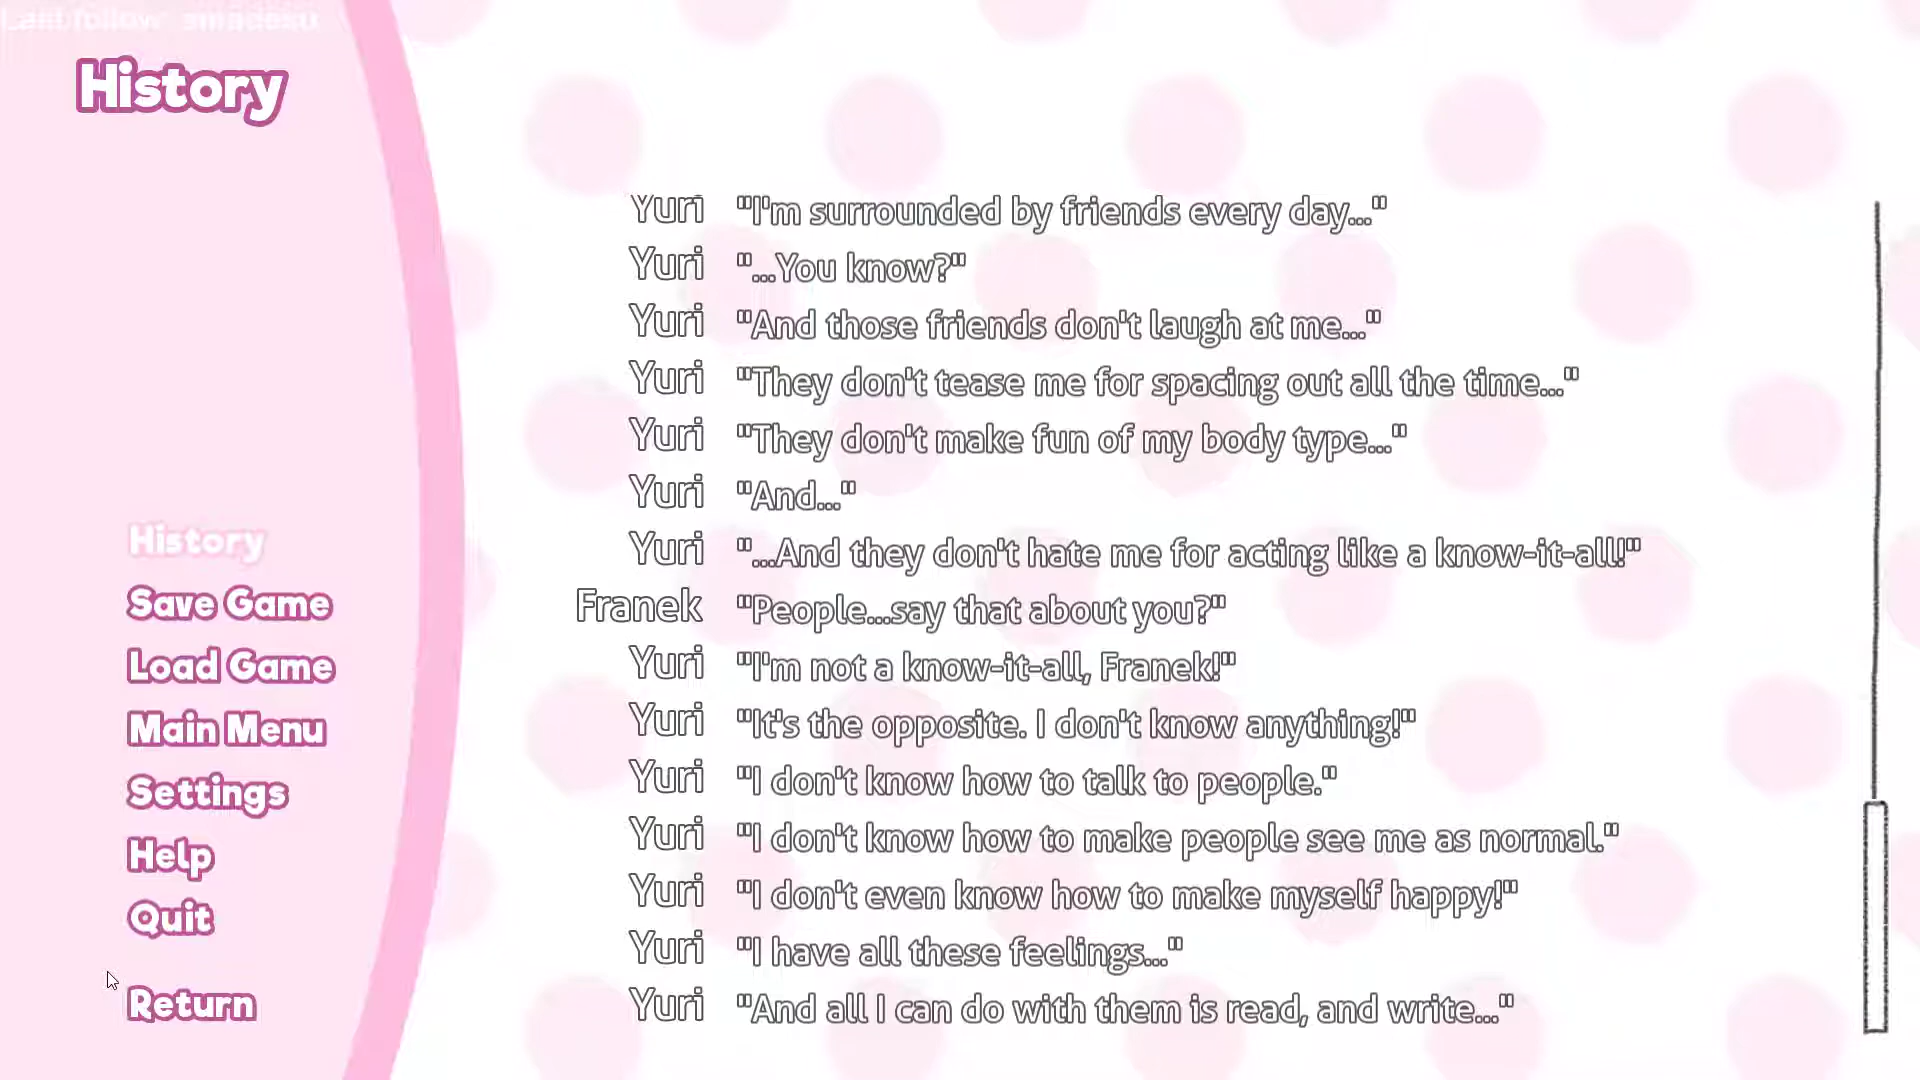 Last follow: amadesu
History
Yuri "I'm surrounded by friends every day..."
Yuri "...You know?"
Yuri "And those friends don't laugh at me..."
Yuri "They don't tease me for spacing out all the time..."
Yuri "They don't make fun of my body type..."
Yuri "And..."
Yuri "...And they don't hate me for acting like a know-it-all!"
Franek "People...say that about you?"
Yuri "I'm not a know-it-all, Franek!"
Yuri "It's the opposite. I don't know anything!"
Yuri "I don't know how to talk to people."
Yuri "I don't know how to make people see me as normal."
Yuri "I don't even know how to make myself happy!"
Yuri "I have all these feelings..."
Yuri "And all I can do with them is read, and write..."
History
Save Game
Load Game
Main Menu
Settings
Help
Quit
Return